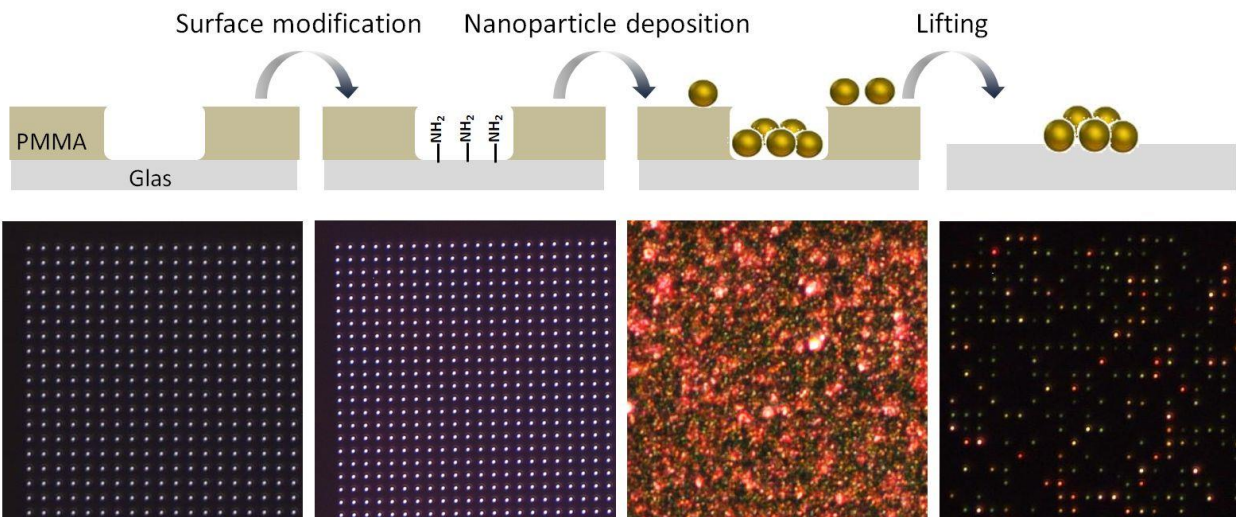 Surface modification
Nanoparticle deposition
Lifting
PMMA
Glas
NH2
NH2
NH2